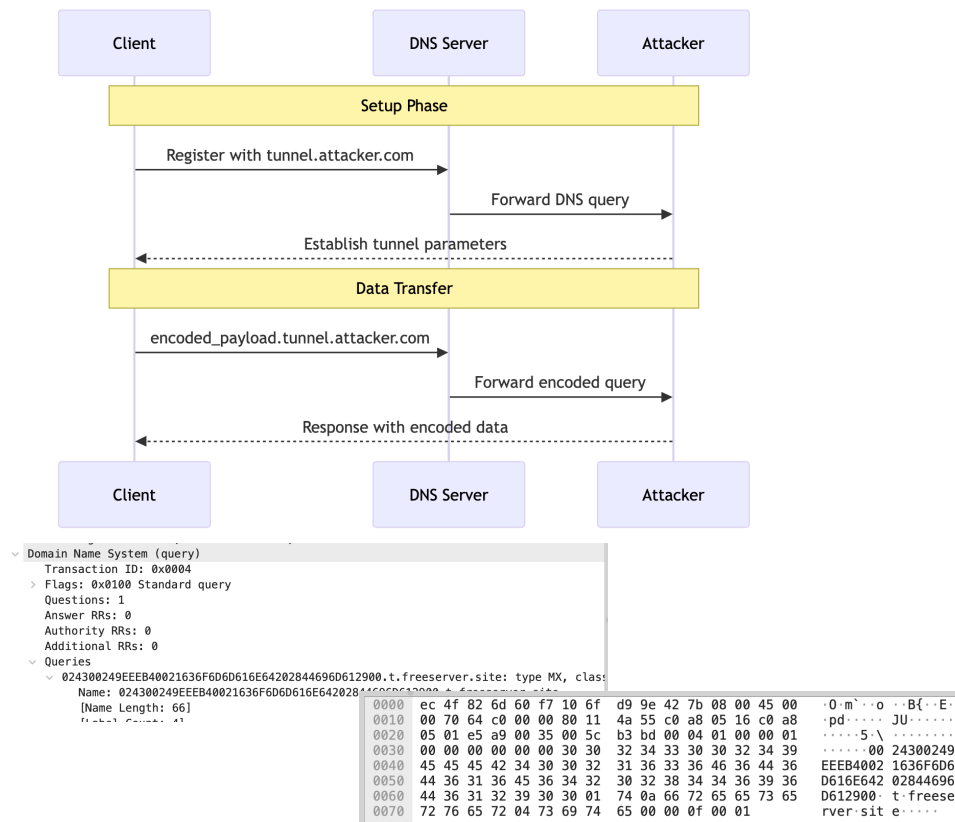 Client
DNS Server
Attacker
Setup Phase
Register with tunnel.attacker.com
Forward DNS query
Establish tunnel parameters
Data Transfer
encoded_payload.tunnel.attacker.com
Forward encoded query
Response with encoded data
Client
DNS Server
Attacker
Domain Name System (query)
Transaction ID: 0x0004
Flags: 0x0100 Standard query
Questions: 1
Answer RRs: 0
Authority RRs: 0
Additional RRs: 0
Queries
024300249EEEB40021636F6D6D616E64202844696D612900.t.freeserver.site: type MX, clas
Name: 024300249EEEB40021636F6D6D616E64202844696D612900.t.freeserver.site
[Name Length: 66]
[Label Count: 4]
0000 ec 4f 82 6d 60 f7 10 6f d9 9e 42 7b 08 00 45 00 ·O·m`··o ··B{··E·
0010 00 70 64 c0 00 00 80 11 4a 55 c0 a8 05 16 c0 a8 ·pd····· JU······
0020 05 01 e5 a9 00 35 00 5c b3 bd 00 04 01 00 00 01 ·····5·\ ········
0030 00 00 00 00 00 00 30 30 32 34 33 30 30 32 34 39 ······00 24300249
0040 45 45 45 42 34 30 30 32 31 36 33 36 46 36 44 36 EEEB4002 1636F6D6
0050 44 36 31 36 45 36 34 32 30 32 38 34 34 36 39 36 D616E642 02844696
0060 44 36 31 32 39 30 30 01 74 0a 66 72 65 65 73 65 D612900· t·freese
0070 72 76 65 72 04 73 69 74 65 00 00 0f 00 01 rver·sit e·····